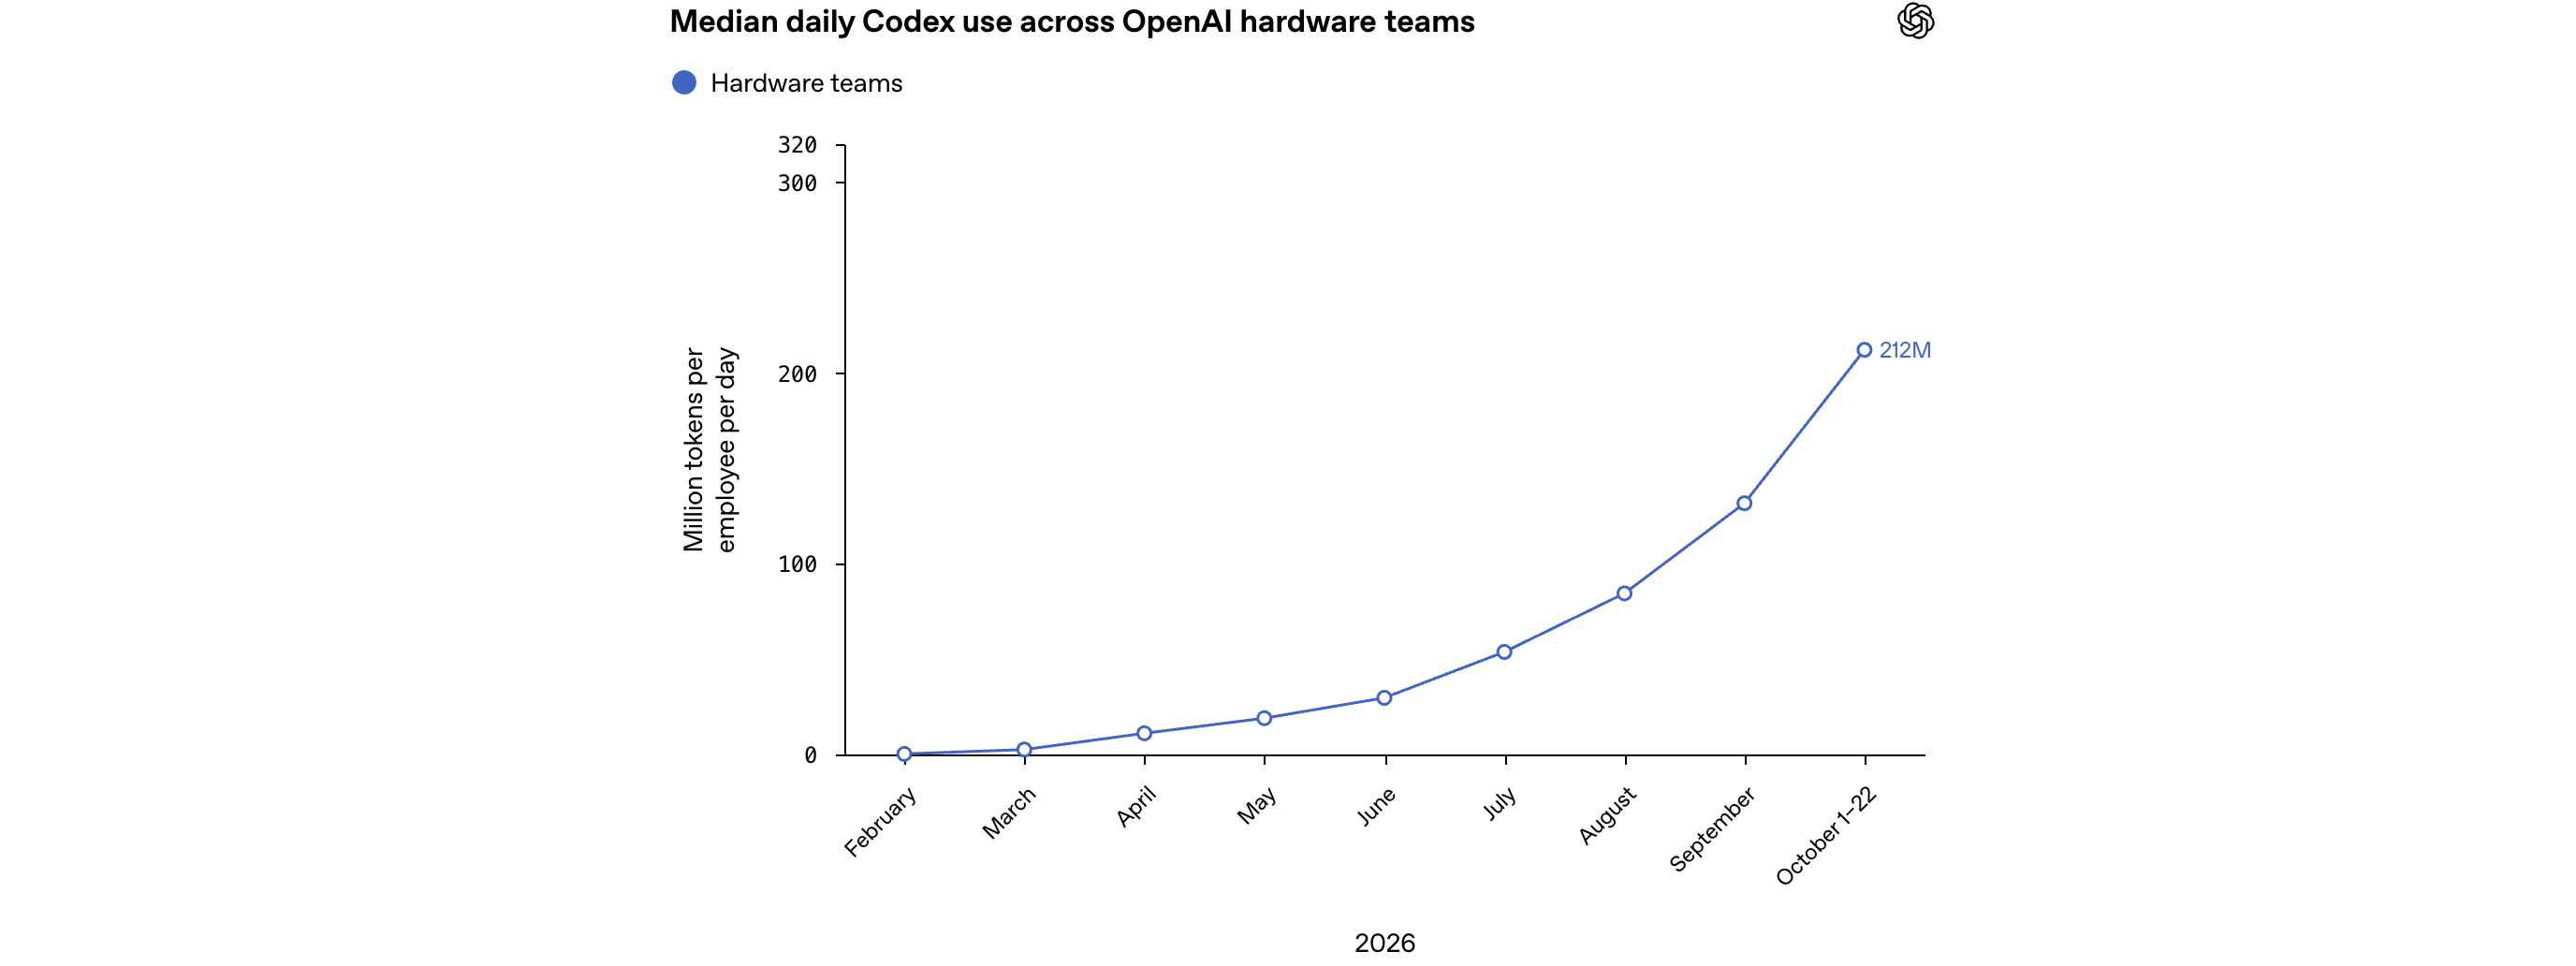 Median daily Codex use across OpenAI hardware teams
Hardware teams
320
300
200
100
0
Million tokens per
employee per day
212M
February
March
April
May
June
July
August
September
October 1–22
2026